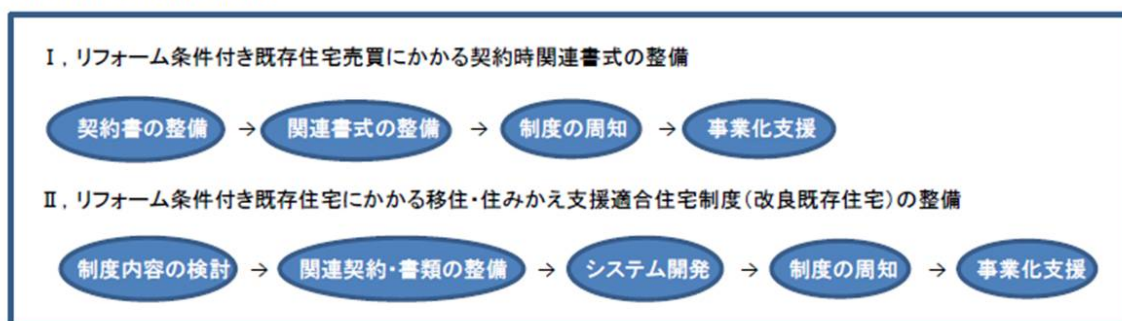 Ⅰ，リフォーム条件付き既存住宅売買にかかる契約時関連書式の整備
契約書の整備 → 関連書式の整備 → 制度の周知 → 事業化支援
Ⅱ，リフォーム条件付き既存住宅にかかる移住・住みかえ支援適合住宅制度（改良既存住宅）の整備
制度内容の検討 → 関連契約・書類の整備 → システム開発 → 制度の周知 → 事業化支援